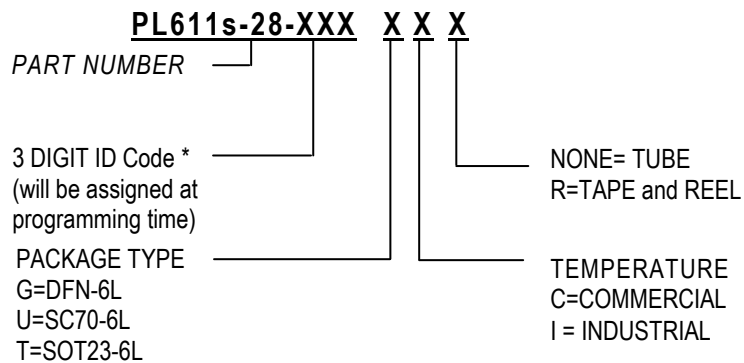 PL611s-28-XXX X X X
PART NUMBER
3 DIGIT ID Code *
(will be assigned at
programming time)
PACKAGE TYPE
G=DFN-6L
U=SC70-6L
T=SOT23-6L
NONE= TUBE
R=TAPE and REEL
TEMPERATURE
C=COMMERCIAL
I = INDUSTRIAL